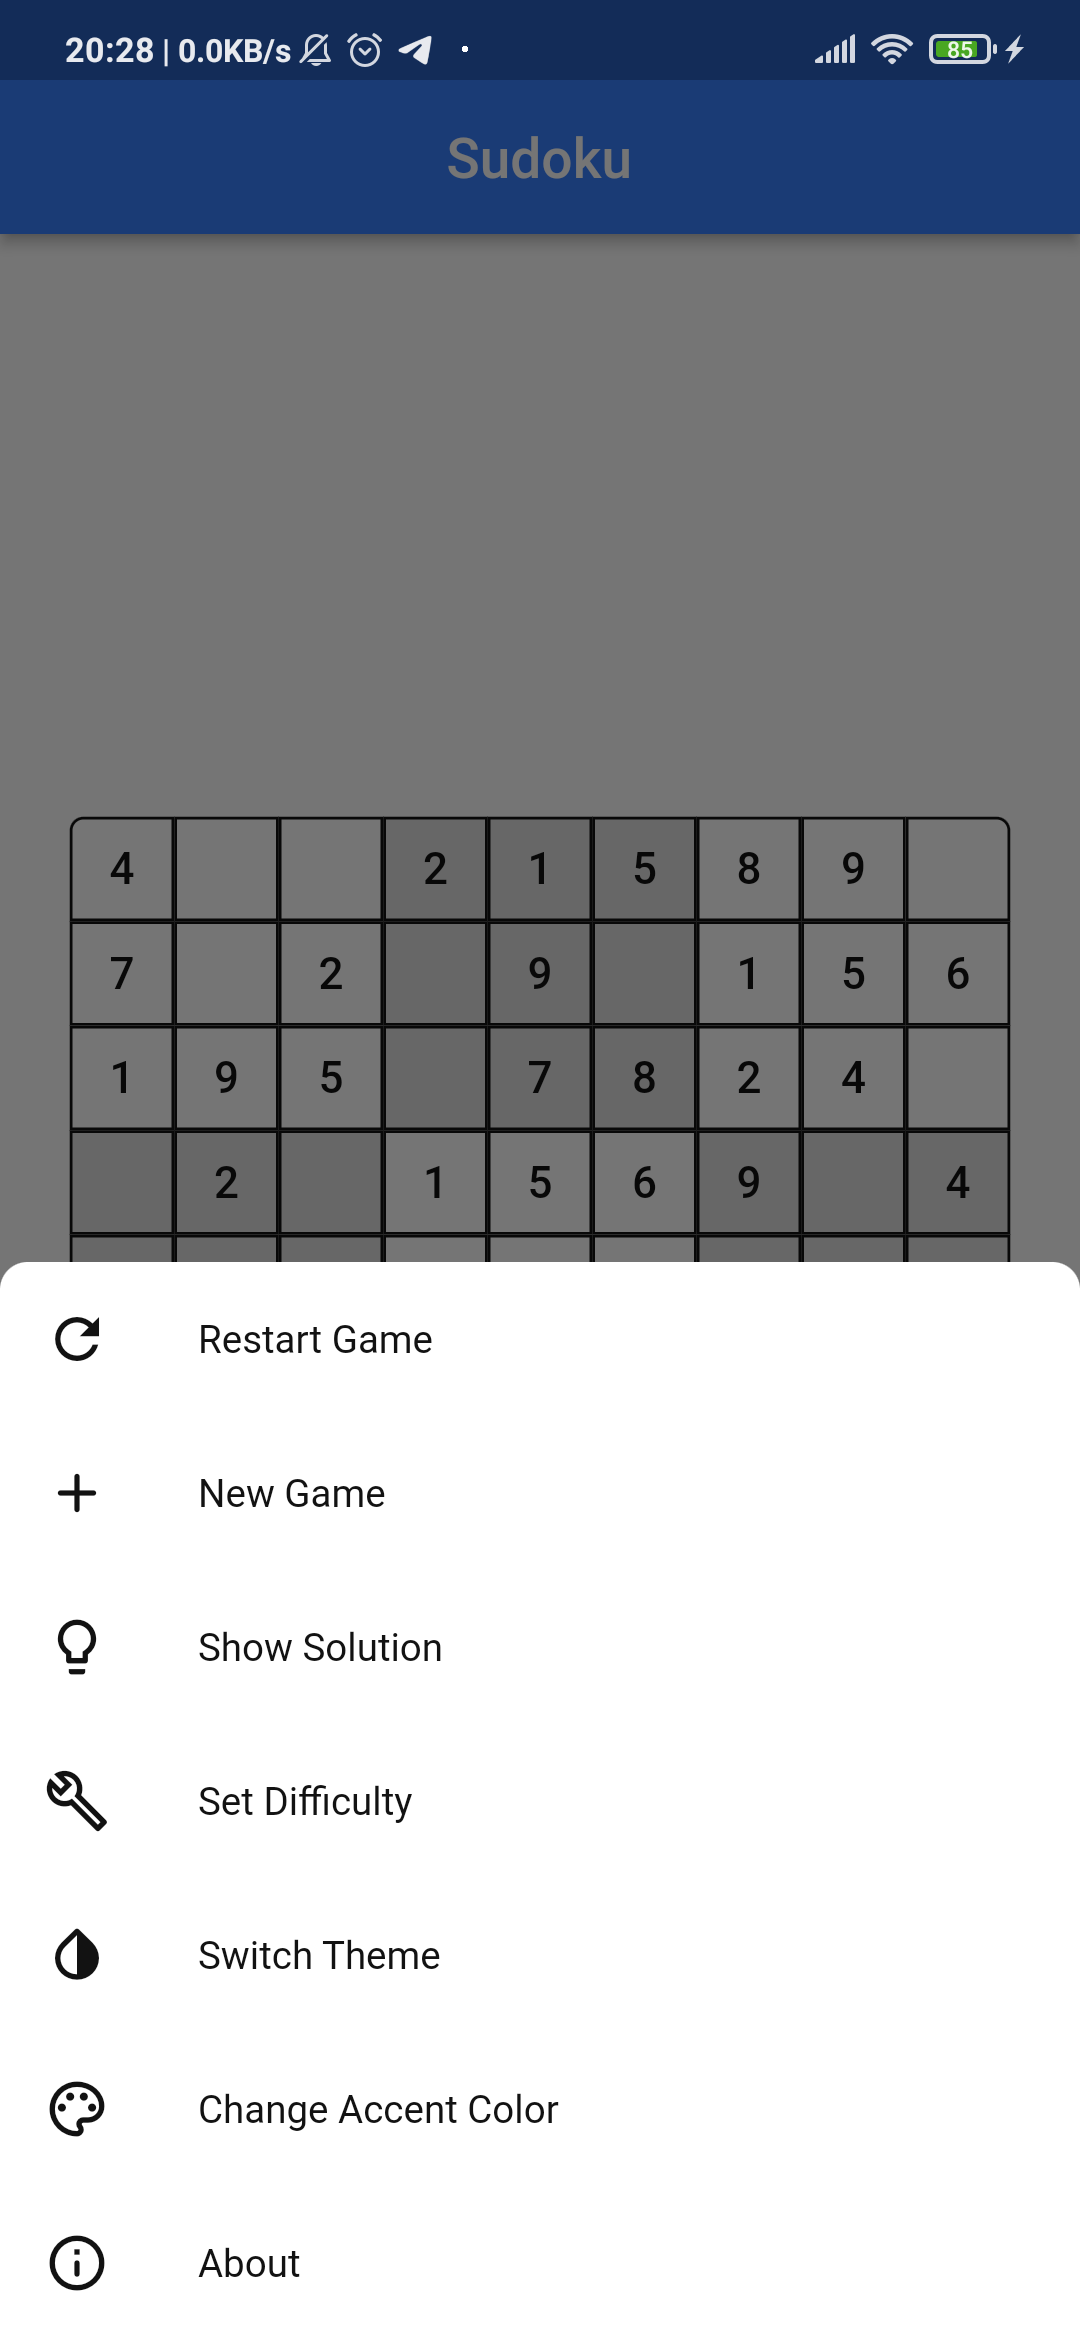 20:28 | 0.0KB/s 85
Sudoku
4 2 1 5 8 9
7 2 9 1 5 6
1 9 5 7 8 2 4
2 1 5 6 9 4
Restart Game
New Game
Show Solution
Set Difficulty
Switch Theme
Change Accent Color
About